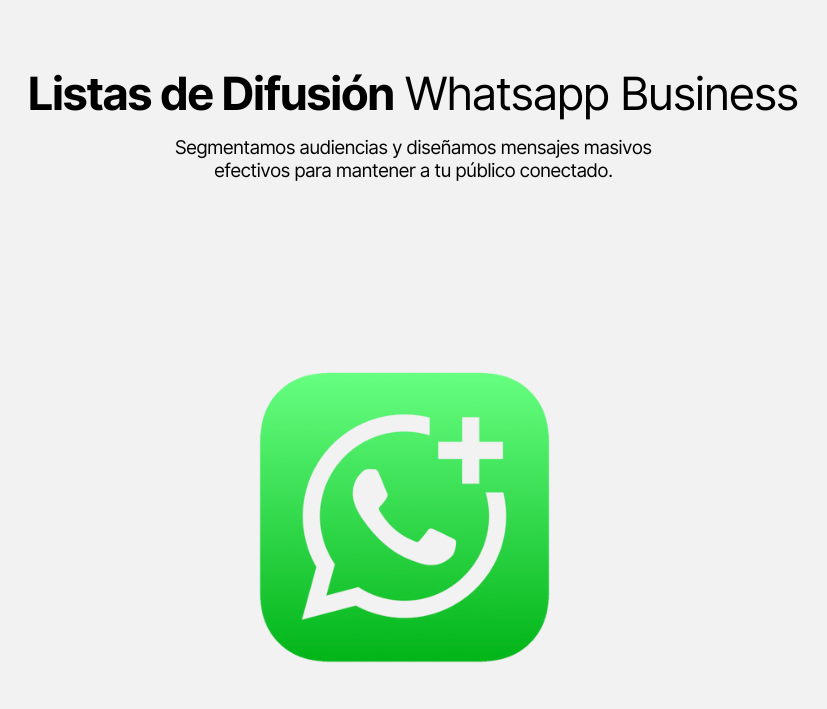 Listas de Difusión Whatsapp Business
Segmentamos audiencias y diseñamos mensajes masivos
efectivos para mantener a tu público conectado.